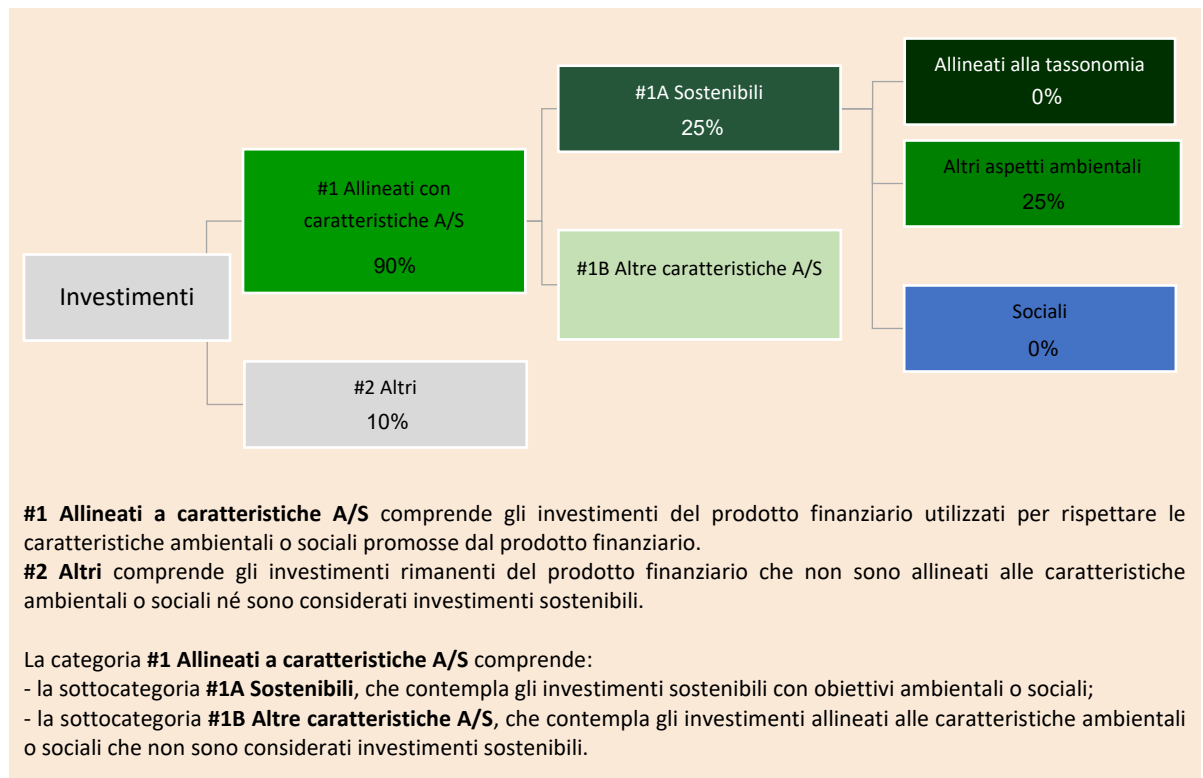 Investimenti
#1 Allineati con
caratteristiche A/S
90%
#2 Altri
10%
#1A Sostenibili
25%
#1B Altre caratteristiche A/S
Allineati alla tassonomia
0%
Altri aspetti ambientali
25%
Sociali
0%
#1 Allineati a caratteristiche A/S comprende gli investimenti del prodotto finanziario utilizzati per rispettare le
caratteristiche ambientali o sociali promosse dal prodotto finanziario.
#2 Altri comprende gli investimenti rimanenti del prodotto finanziario che non sono allineati alle caratteristiche
ambientali o sociali né sono considerati investimenti sostenibili.
La categoria #1 Allineati a caratteristiche A/S comprende:
- la sottocategoria #1A Sostenibili, che contempla gli investimenti sostenibili con obiettivi ambientali o sociali;
- la sottocategoria #1B Altre caratteristiche A/S, che contempla gli investimenti allineati alle caratteristiche ambientali
o sociali che non sono considerati investimenti sostenibili.